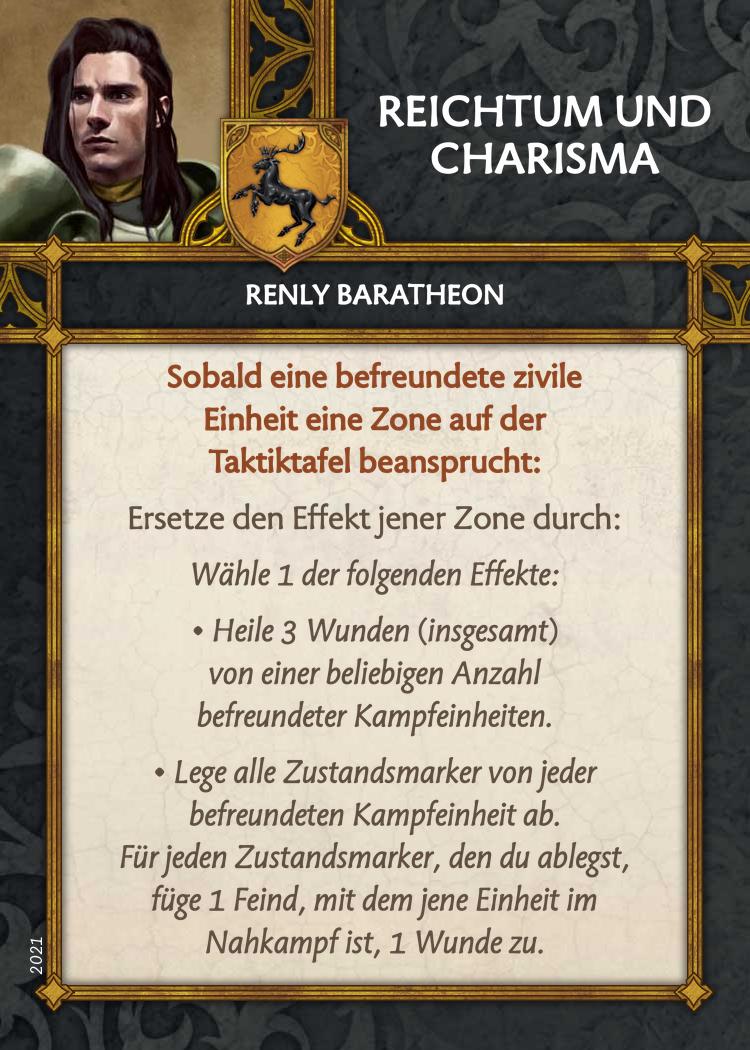 REICHTUM UND
CHARISMA
RENLY BARATHEON
Sobald eine befreundete zivile
Einheit eine Zone auf der
Taktiktafel beansprucht:
Ersetze den Effekt jener Zone durch:
Wähle 1 der folgenden Effekte:
• Heile 3 Wunden (insgesamt)
von einer beliebigen Anzahl
befreundeter Kampfeinheiten.
• Lege alle Zustandsmarker von jeder
befreundeten Kampfeinheit ab.
Für jeden Zustandsmarker, den du ablegst,
füge 1 Feind, mit dem jene Einheit im
Nahkampf ist, 1 Wunde zu.
2021